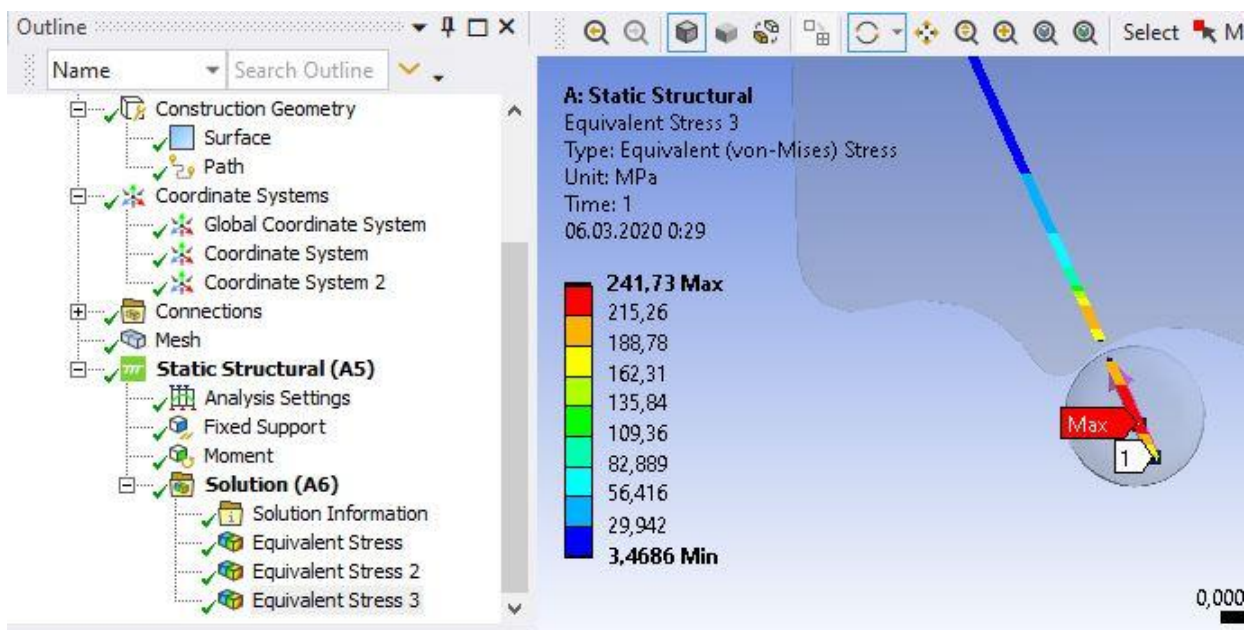 Outline
Name
Search Outline
Construction Geometry
Surface
Path
Coordinate Systems
Global Coordinate System
Coordinate System
Coordinate System 2
Connections
Mesh
Static Structural (A5)
Analysis Settings
Fixed Support
Moment
Solution (A6)
Solution Information
Equivalent Stress
Equivalent Stress 2
Equivalent Stress 3
Select M
A: Static Structural
Equivalent Stress 3
Type: Equivalent (von-Mises) Stress
Unit: MPa
Time: 1
06.03.2020 0:29
241,73 Max
215,26
188,78
162,31
135,84
109,36
82,889
56,416
29,942
3,4686 Min
Max
1
0,000